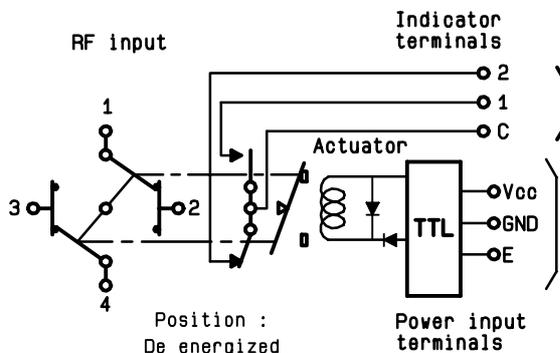 Indicator
terminals
RF input
2
1
C
1
Actuator
3
2
TTL
Vcc
GND
E
4
Position :
De energized
Power input
terminals